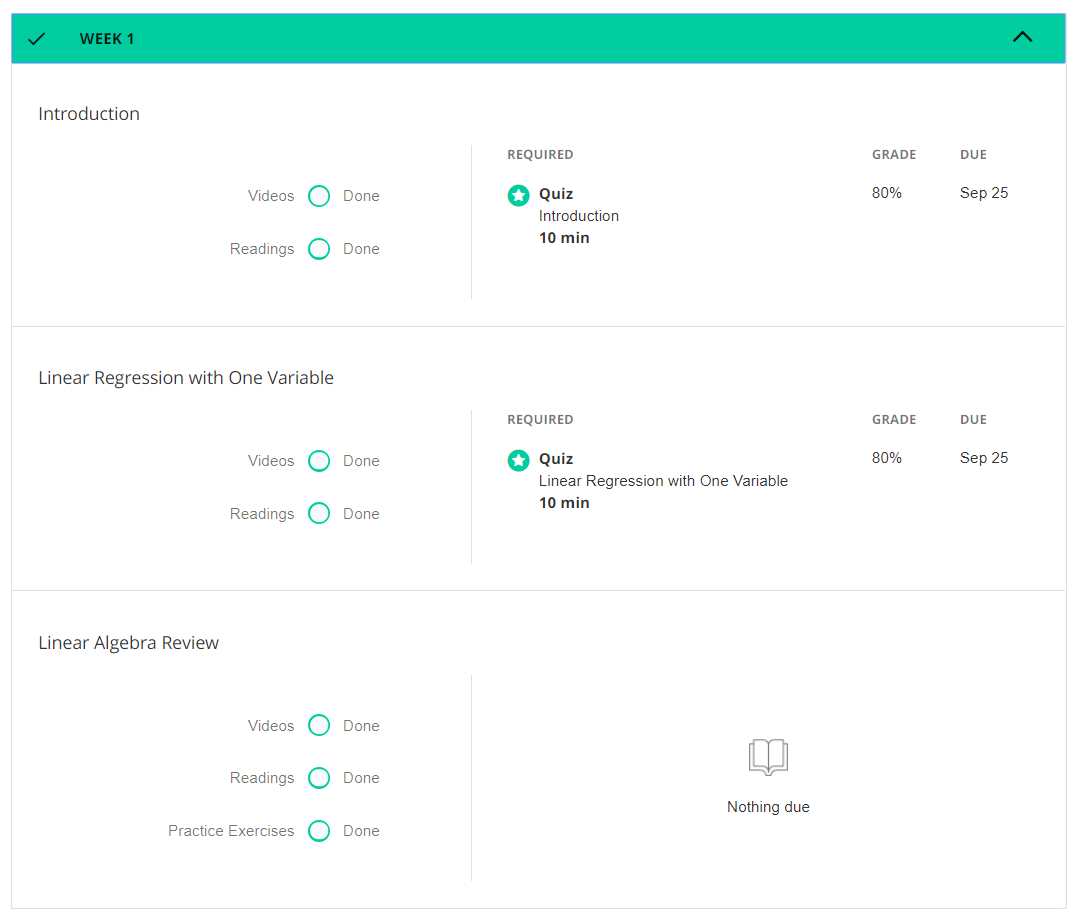 WEEK 1
Introduction
REQUIRED GRADE DUE
Videos Done
Quiz 80% Sep 25
Introduction
10 min
Readings Done
Linear Regression with One Variable
REQUIRED GRADE DUE
Videos Done
Quiz 80% Sep 25
Linear Regression with One Variable
10 min
Readings Done
Linear Algebra Review
Videos Done
Readings Done
Practice Exercises Done
Nothing due